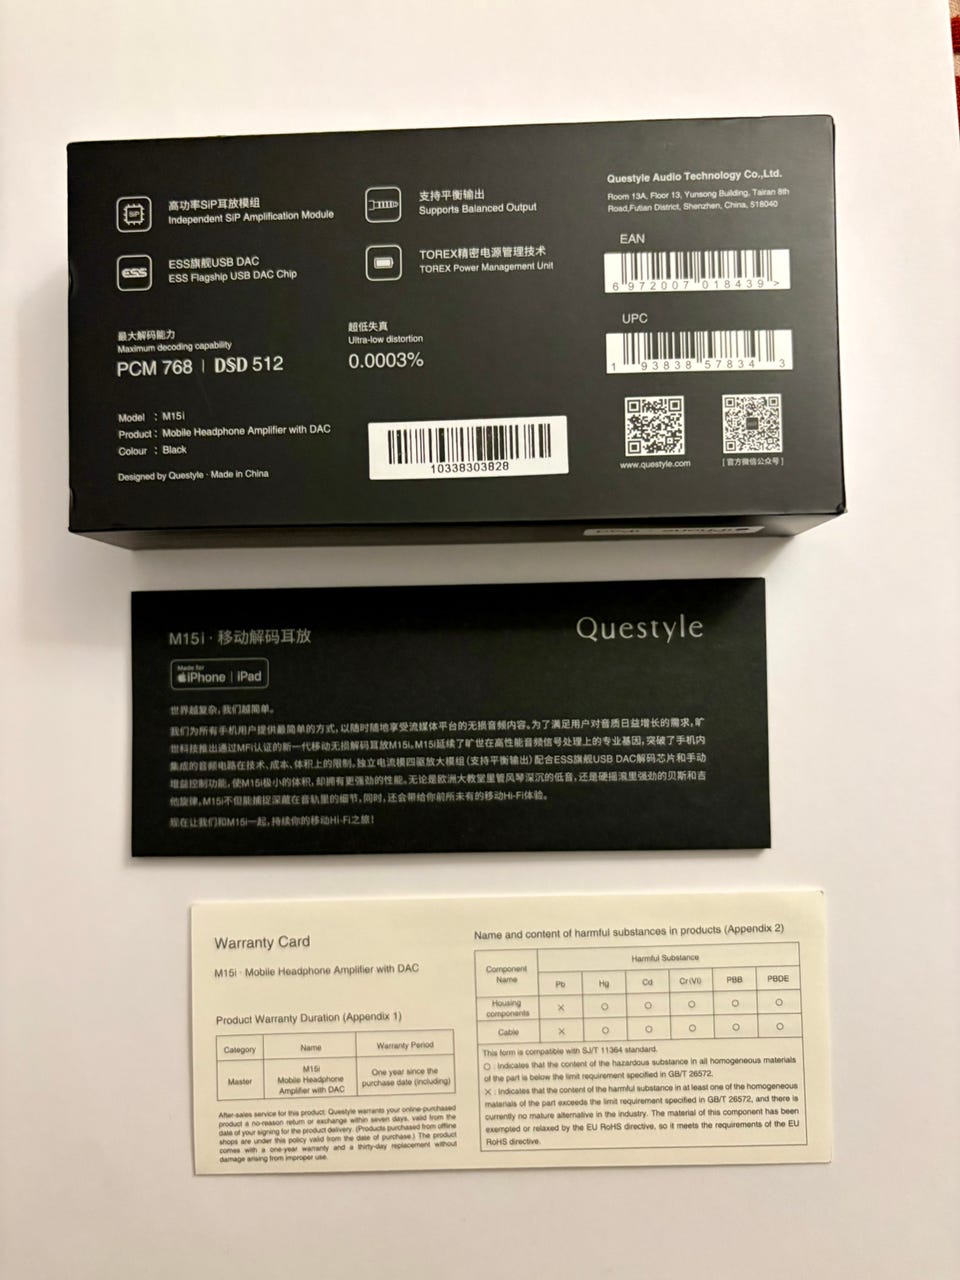 SiP
高功率SiP耳放模组
Independent SiP Amplification Module
支持平衡输出
Supports Balanced Output
ESS
ESS旗舰USB DAC
ESS Flagship USB DAC Chip
TOREX精密电源管理技术
TOREX Power Management Unit
最大解码能力
Maximum decoding capability
PCM 768 | DSD 512
超低失真
Ultra-low distortion
0.0003%
Model : M15i
Product : Mobile Headphone Amplifier with DAC
Colour : Black
Designed by Questyle · Made in China
10338303828
Questyle Audio Technology Co.,Ltd.
Room 13A, Floor 13, Yunsong Building, Tairan 8th
Road,Futian District, Shenzhen, China, 518040
EAN
6 972007 018439 >
UPC
1 93838 57834 3
www.questyle.com
[ 官方微信公众号 ]
M15i · 移动解码耳放
Questyle
Made for
iPhone | iPad
世界越复杂，我们越简单。
我们为所有手机用户提供最简单的方式，以随时随地享受流媒体平台的无损音频内容。为了满足用户对音质日益增长的需求，旷
世科技推出通过MFi认证的新一代移动无损解码耳放M15i。M15i延续了旷世在高性能音频信号处理上的专业基因，突破了手机内
集成的音频电路在技术、成本、体积上的限制。独立电流模四驱放大模组(支持平衡输出)配合ESS旗舰USB DAC解码芯片和手动
增益控制功能，使M15i极小的体积，却拥有更强劲的性能。无论是欧洲大教堂里管风琴深沉的低音，还是硬摇滚里强劲的贝斯和吉
他旋律，M15i不但能捕捉深藏在音轨里的细节，同时，还会带给你前所未有的移动Hi-Fi体验。
现在让我们和M15i一起，持续你的移动Hi-Fi之旅！
Warranty Card
M15i · Mobile Headphone Amplifier with DAC
Product Warranty Duration (Appendix 1)
Category Name Warranty Period
Master M15i Mobile Headphone Amplifier with DAC One year since the purchase date (including)
After-sales service for this product: Questyle warrants your online-purchased
product a no-reason return or exchange within seven days, valid from the
date of your signing for the product delivery. (Products purchased from offline
shops are under this policy valid from the date of purchase.) The product
comes with a one-year warranty and a thirty-day replacement without
damage arising from improper use.
Name and content of harmful substances in products (Appendix 2)
Component Name Harmful Substance
Pb Hg Cd Cr(VI) PBB PBDE
Housing components × ○ ○ ○ ○ ○
Cable × ○ ○ ○ ○ ○
This form is compatible with SJ/T 11364 standard.
○ : Indicates that the content of the hazardous substance in all homogeneous materials
of the part is below the limit requirement specified in GB/T 26572.
× : Indicates that the content of the harmful substance in at least one of the homogeneous
materials of the part exceeds the limit requirement specified in GB/T 26572, and there is
currently no mature alternative in the industry. The material of this component has been
exempted or relaxed by the EU RoHS directive, so it meets the requirements of the EU
RoHS directive.